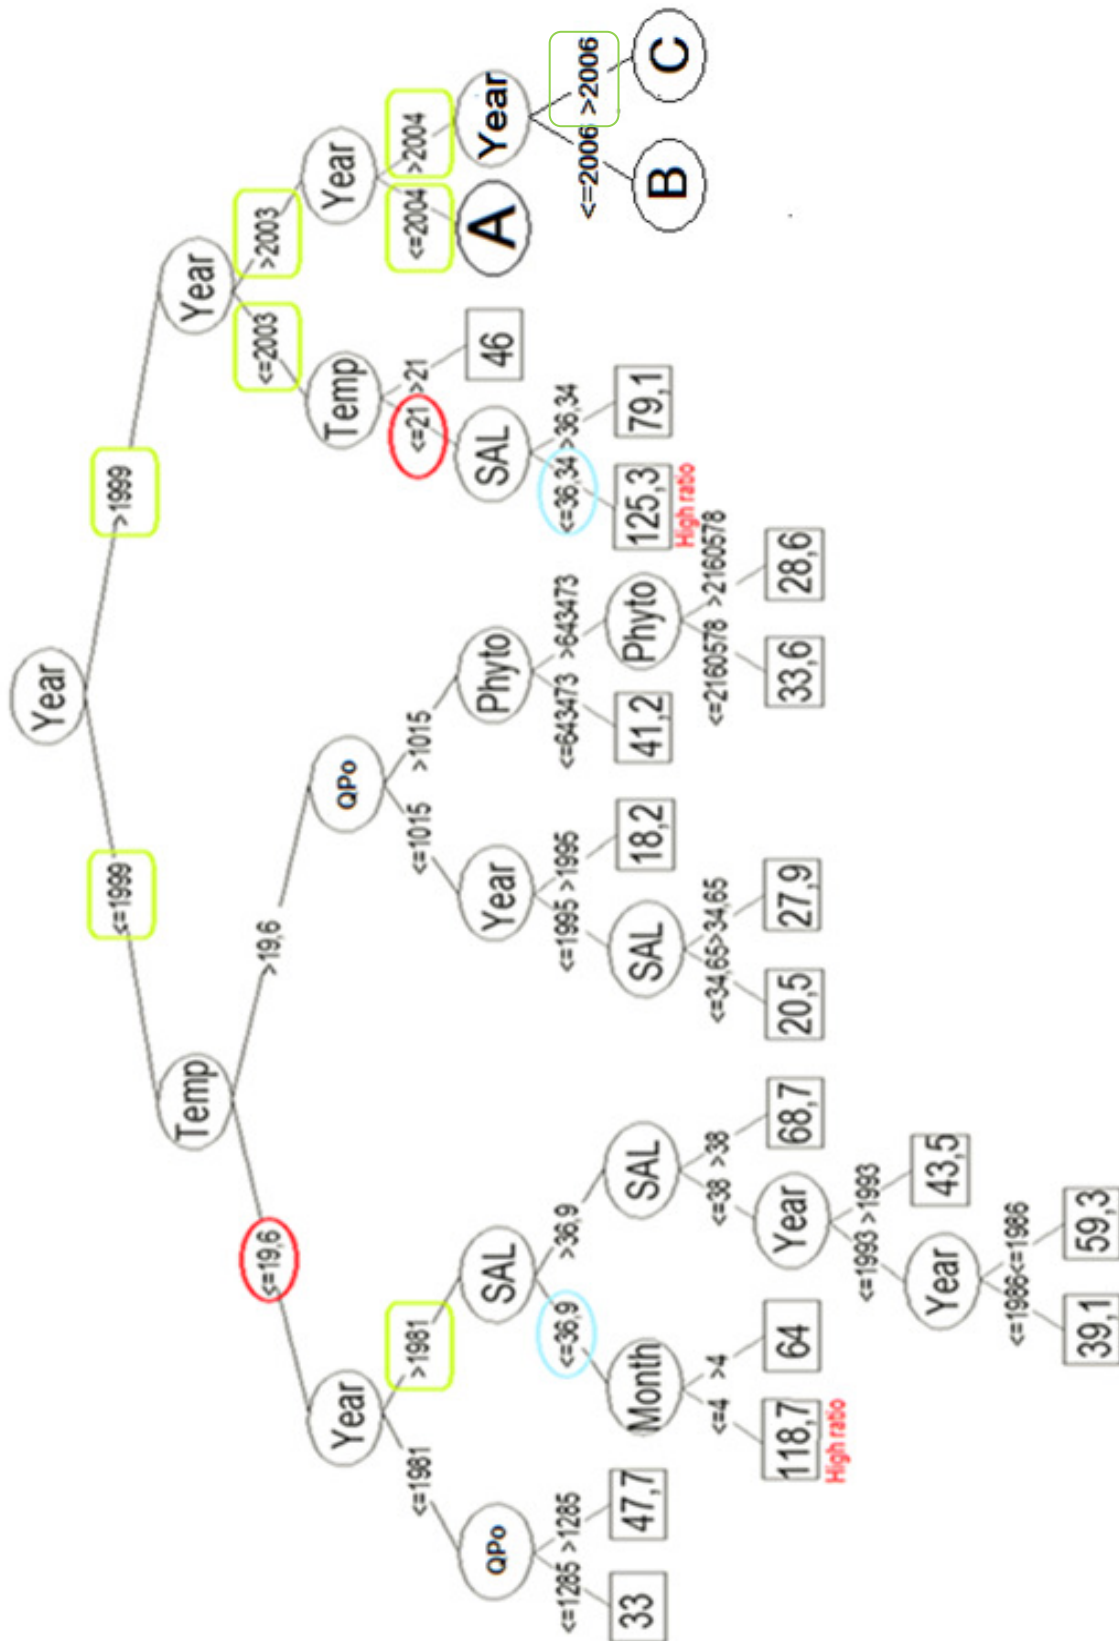 Year
<=1999
>1999
Temp
Year
<=19,6
>19,6
<=2003
>2003
Year
QPo
Temp
Year
<=1981
>1981
<=1015
>1015
<=21
>21
<=2004
>2004
QPo
SAL
Year
Phyto
SAL
46
A
Year
<=1285
>1285
<=36,9
>36,9
<=1995
>1995
<=643473
>643473
<=36,34
>36,34
<=2006
>2006
33
47,7
Month
SAL
SAL
18,2
41,2
Phyto
125,3
79,1
B
C
High ratio
<=4
>4
<=38
>38
<=34,65
>34,65
<=2160578
>2160578
118,7
64
Year
68,7
20,5
27,9
33,6
28,6
High ratio
<=1993
>1993
Year
43,5
<=1986
<=1986
39,1
59,3